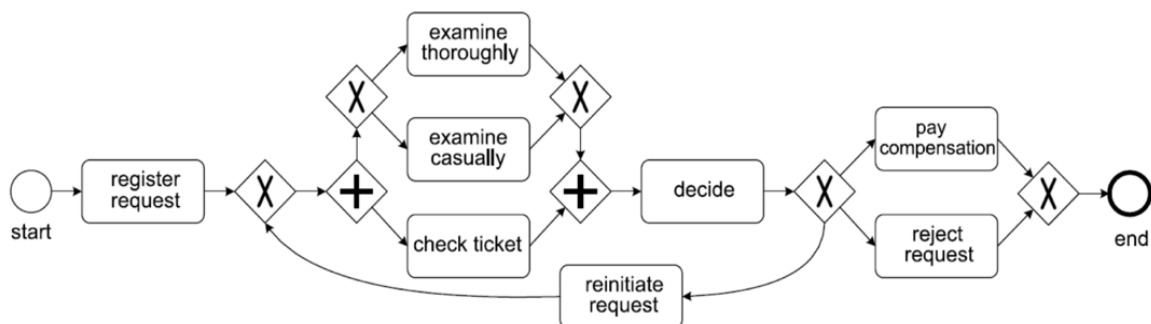 examine
thoroughly
examine
casually
pay
compensation
register
request
decide
start
check ticket
reject
request
end
reinitiate
request